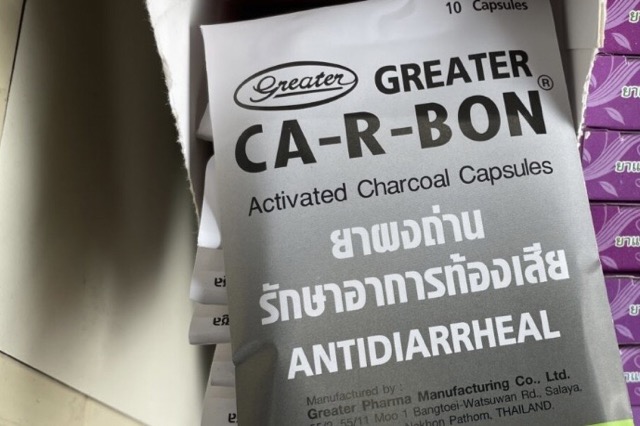 10 Capsules
Greater GREATER
CA-R-BON®
Activated Charcoal Capsules
ยาผงถ่าน
รักษาอาการท้องเสีย
ANTIDIARRHEAL
Manufactured by :
Greater Pharma Manufacturing Co., Ltd.
55/11 Moo 1 Bangtoei-Watsuwan Rd., Salaya,
Nakhon Pathom, THAILAND.